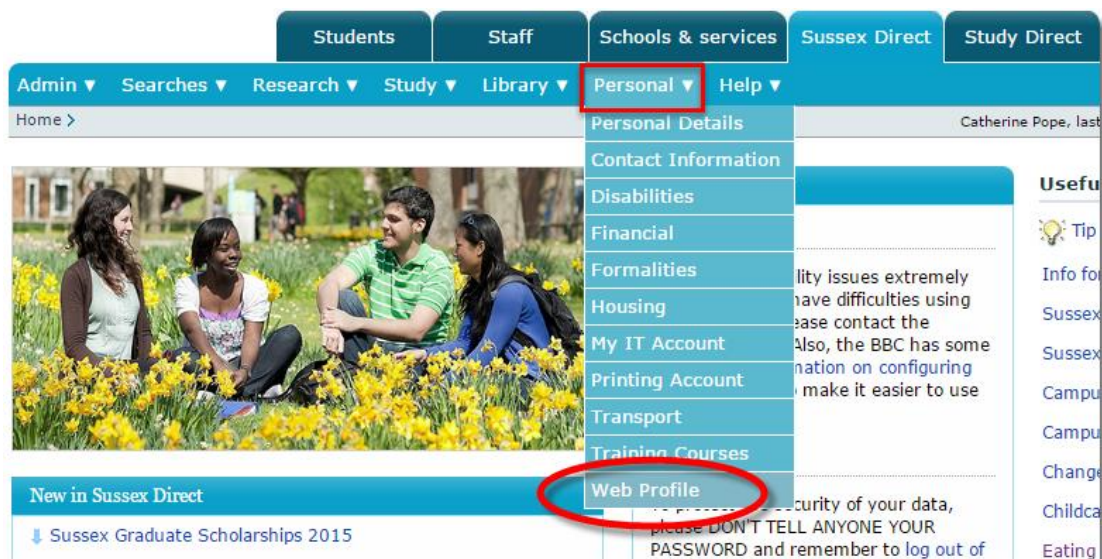 Students Staff Schools & services Sussex Direct Study Direct
Admin ▼ Searches ▼ Research ▼ Study ▼ Library ▼ Personal ▼ Help ▼
Home > Catherine Pope, last
Personal Details
Contact Information
Disabilities
Financial
Formalities
Housing
My IT Account
Printing Account
Transport
Training Courses
Web Profile
lity issues extremely
have difficulties using
ease contact the
Also, the BBC has some
mation on configuring
make it easier to use
curity of your data,
please DON'T TELL ANYONE YOUR
PASSWORD and remember to log out of
New in Sussex Direct
Sussex Graduate Scholarships 2015
Usefu
Tip
Info for
Sussex
Sussex
Campu
Campu
Change
Childca
Eating